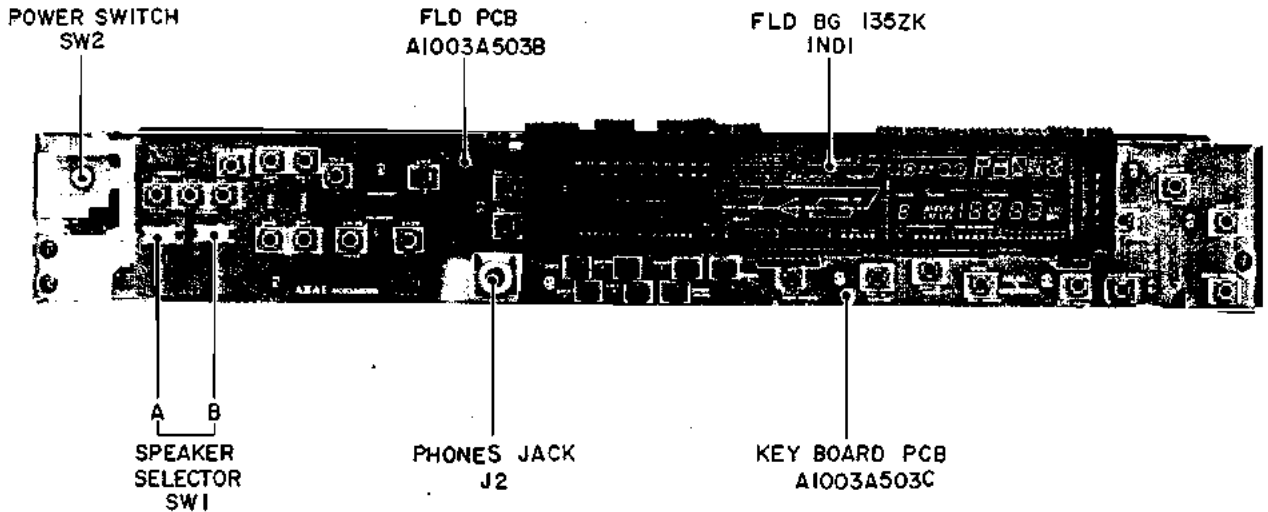 POWER SWITCH
SW2
FLD PCB
A1003A503B
FLD BG 135ZK
IND1
AKAI
A B
SPEAKER
SELECTOR
SW1
PHONES JACK
J2
KEY BOARD PCB
A1003A503C